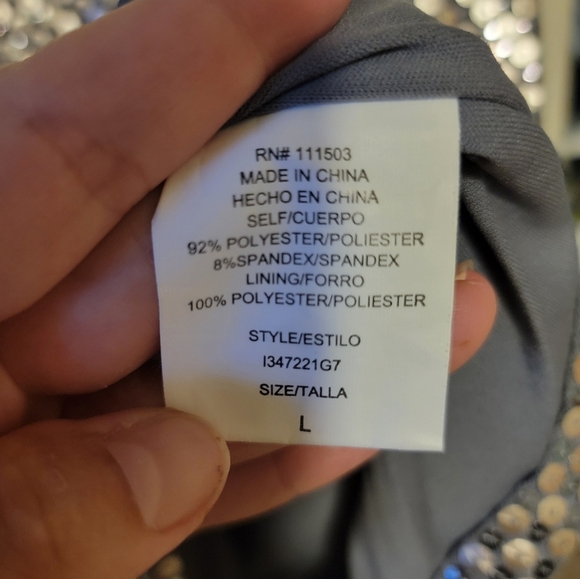 RN# 111503
MADE IN CHINA
HECHO EN CHINA
SELF/CUERPO
92% POLYESTER/POLIESTER
8%SPANDEX/SPANDEX
LINING/FORRO
100% POLYESTER/POLIESTER
STYLE/ESTILO
I347221G7
SIZE/TALLA
L